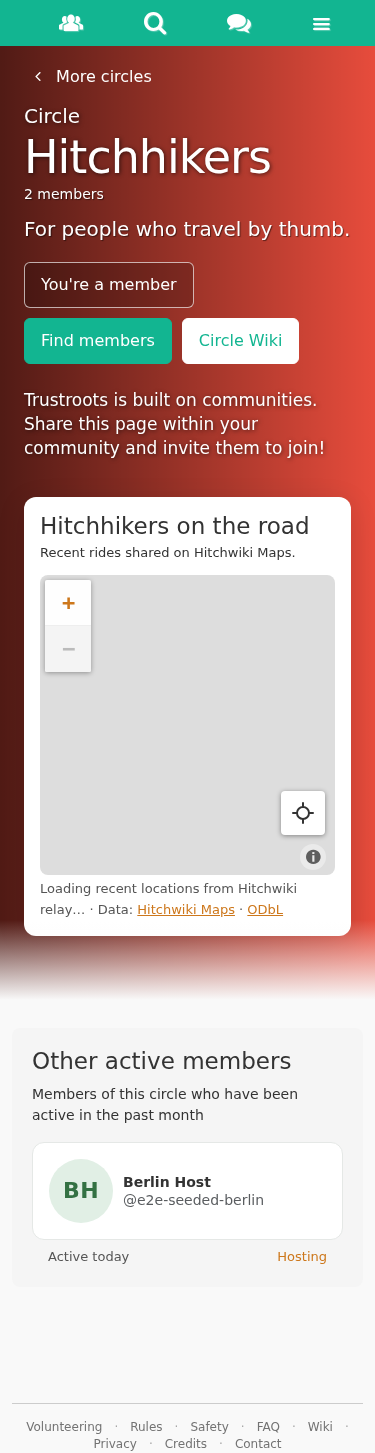 More circles
Circle
Hitchhikers
2 members
For people who travel by thumb.
You're a member
Find members
Circle Wiki
Trustroots is built on communities.
Share this page within your
community and invite them to join!
Hitchhikers on the road
Recent rides shared on Hitchwiki Maps.
+
−
Loading recent locations from Hitchwiki
relay… · Data: Hitchwiki Maps · ODbL
Other active members
Members of this circle who have been
active in the past month
BH
Berlin Host
@e2e-seeded-berlin
Active today
Hosting
Volunteering · Rules · Safety · FAQ · Wiki ·
Privacy · Credits · Contact